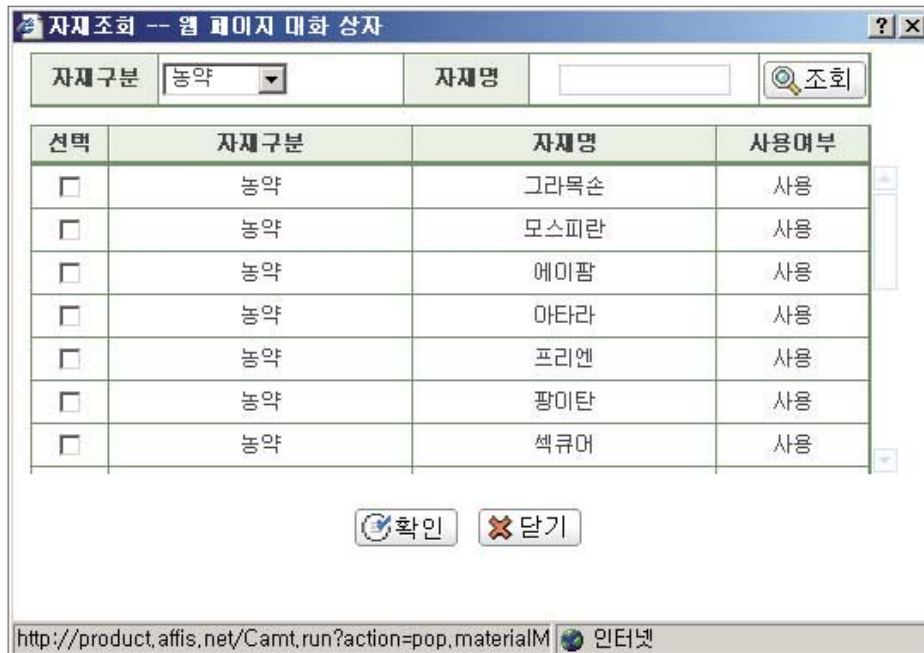 자재조회 -- 웹 페이지 대화 상자
자재구분 농약 자재명 조회
선택 자재구분 자재명 사용여부
농약 그라목손 사용
농약 모스피란 사용
농약 에이팜 사용
농약 아타라 사용
농약 프리엔 사용
농약 팡이탄 사용
농약 섹큐어 사용
확인 닫기
http://product,affis,net/Camt,run?action=pop,materialM 인터넷